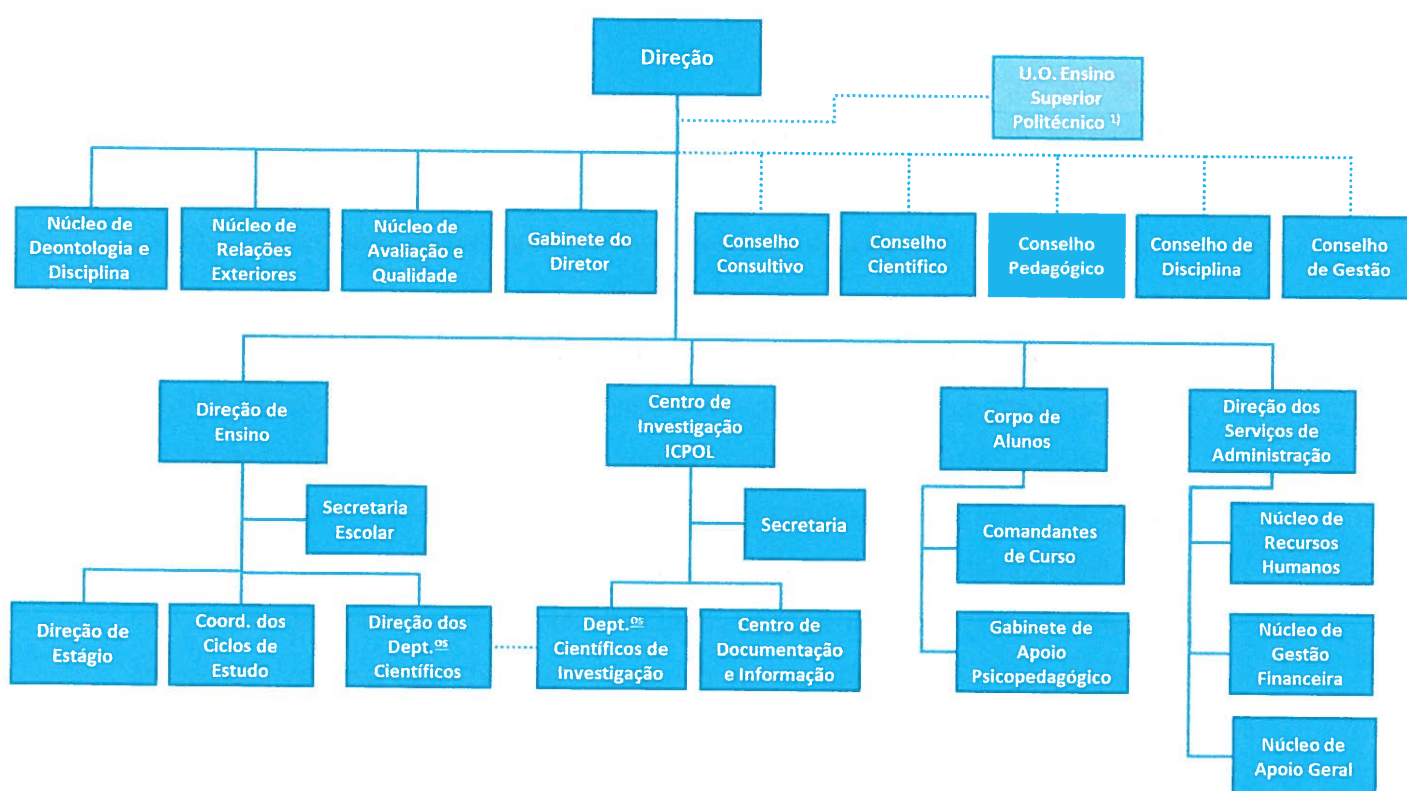 Direção
U.O. Ensino
Superior
Politécnico ¹⁾
Núcleo de
Deontologia e
Disciplina
Núcleo de
Relações
Exteriores
Núcleo de
Avaliação e
Qualidade
Gabinete do
Diretor
Conselho
Consultivo
Conselho
Cientifico
Conselho
Pedagógico
Conselho de
Disciplina
Conselho
de Gestão
Direção de
Ensino
Centro de
Investigação
ICPOL
Corpo de
Alunos
Direção dos
Serviços de
Administração
Secretaria
Escolar
Secretaria
Comandantes
de Curso
Núcleo de
Recursos
Humanos
Direção de
Estágio
Coord. dos
Ciclos de
Estudo
Direção dos
Dept.ºˢ
Científicos
Dept.ºˢ
Científicos de
Investigação
Centro de
Documentação
e Informação
Gabinete de
Apoio
Psicopedagógico
Núcleo de
Gestão
Financeira
Núcleo de
Apoio Geral